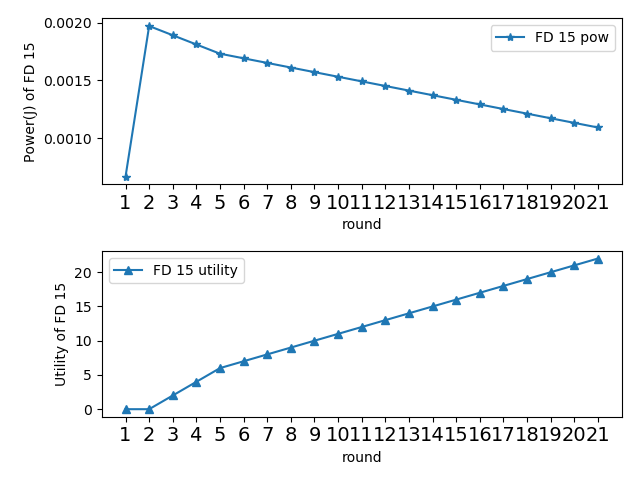 0.0020
0.0015
0.0010
Power(J) of FD 15
FD 15 pow
1 2 3 4 5 6 7 8 9 10 11 12 13 14 15 16 17 18 19 20 21
round
20
15
10
5
0
Utility of FD 15
FD 15 utility
1 2 3 4 5 6 7 8 9 10 11 12 13 14 15 16 17 18 19 20 21
round